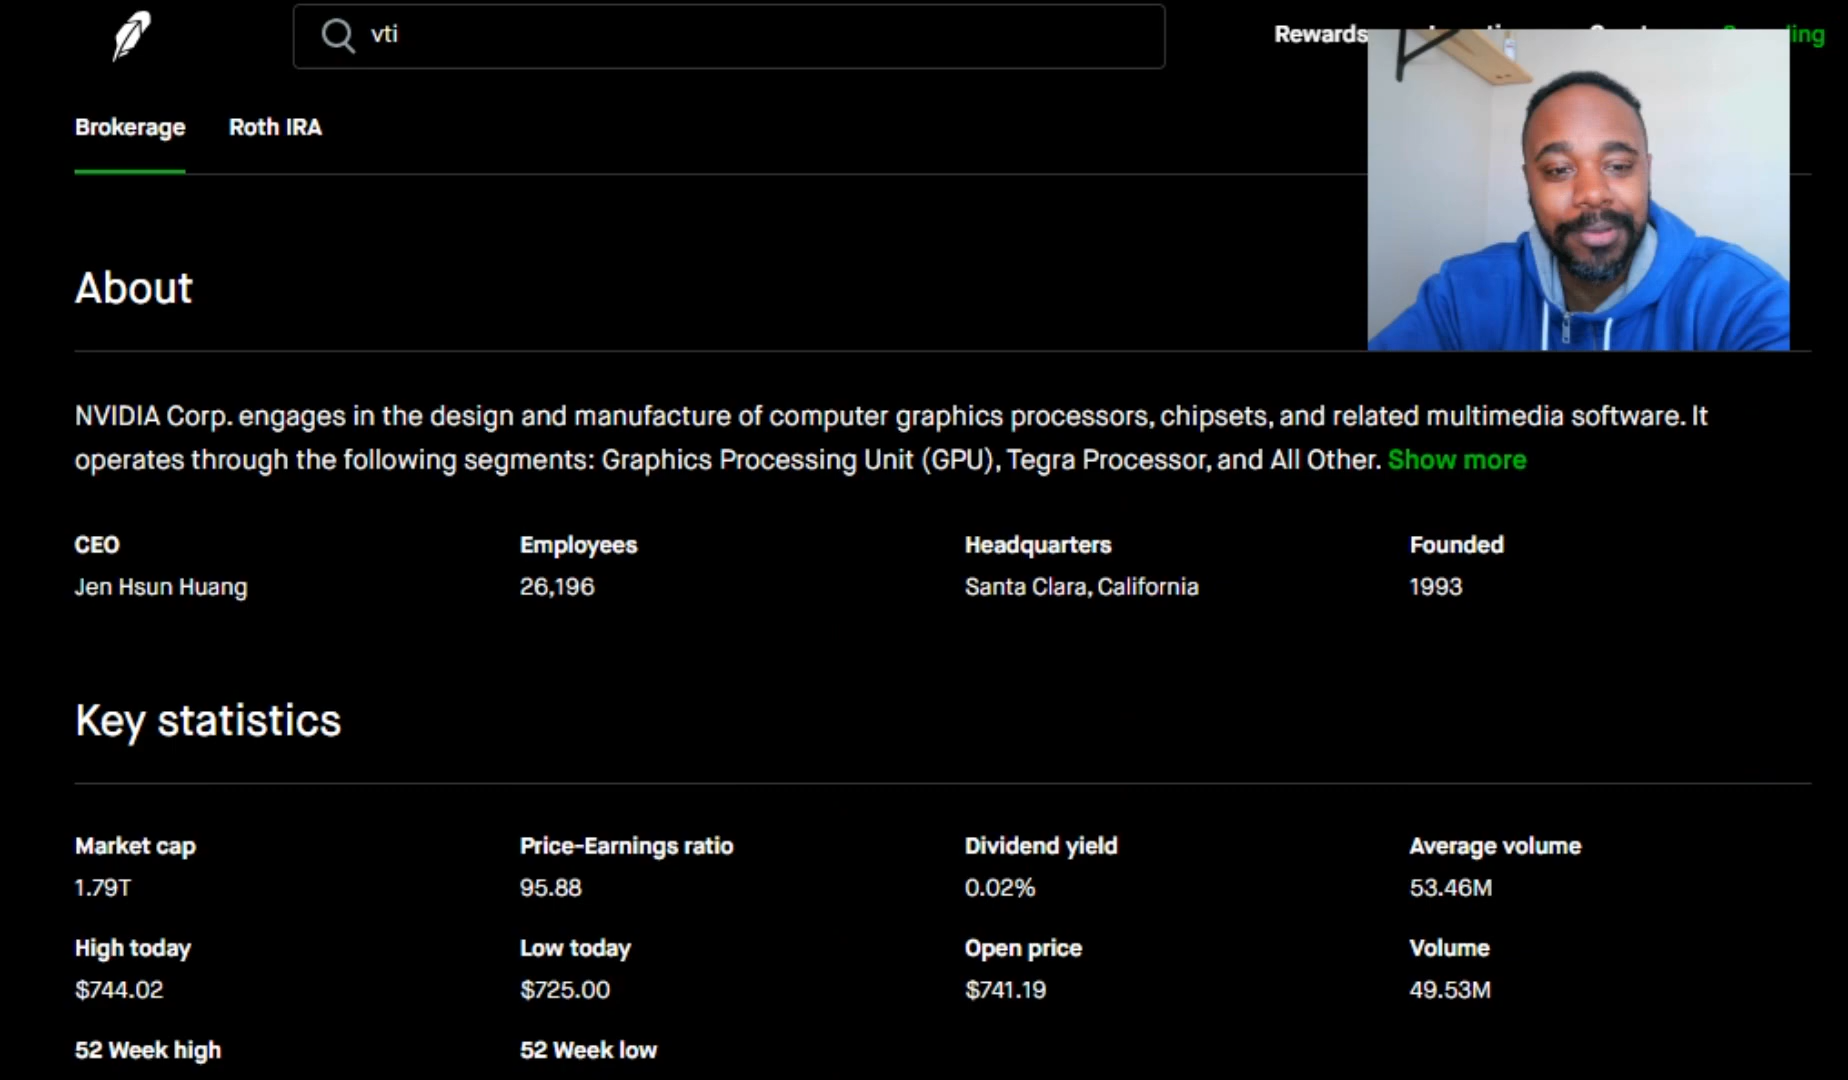 vti
Rewards
Brokerage Roth IRA
About
NVIDIA Corp. engages in the design and manufacture of computer graphics processors, chipsets, and related multimedia software. It
operates through the following segments: Graphics Processing Unit (GPU), Tegra Processor, and All Other. Show more
CEO Employees Headquarters Founded
Jen Hsun Huang 26,196 Santa Clara, California 1993
Key statistics
Market cap Price-Earnings ratio Dividend yield Average volume
1.79T 95.88 0.02% 53.46M
High today Low today Open price Volume
$744.02 $725.00 $741.19 49.53M
52 Week high 52 Week low